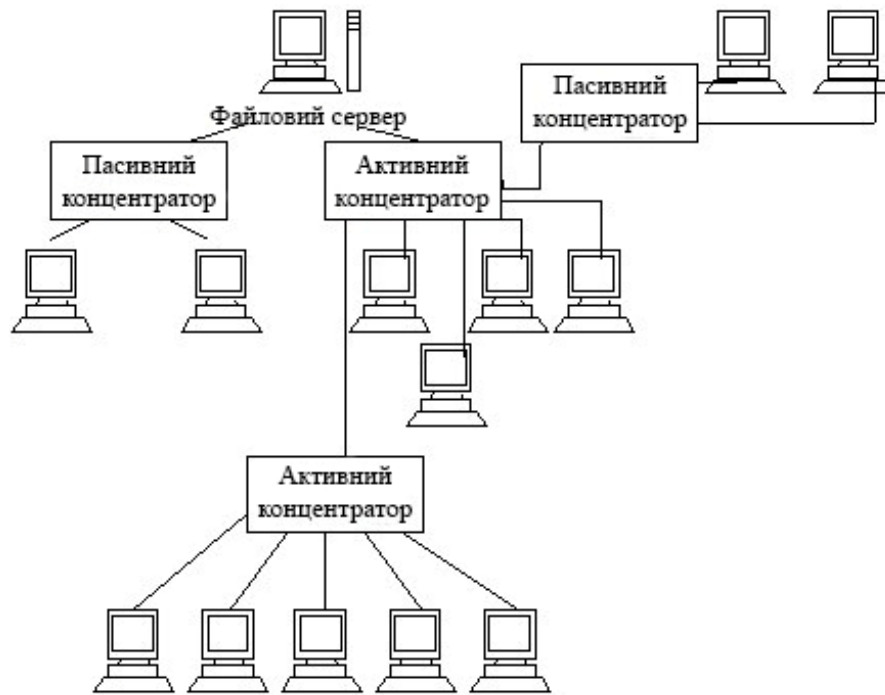 Файловий сервер
Пасивний
концентратор
Пасивний
концентратор
Активний
концентратор
Активний
концентратор